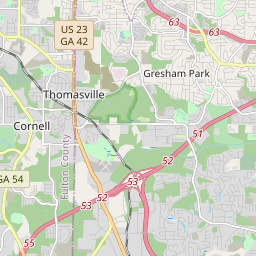 63
US 23
GA 42
63
Gresham Park
Thomasville
Cornell
51
52
GA 54
Fulton County
53
52
53
55